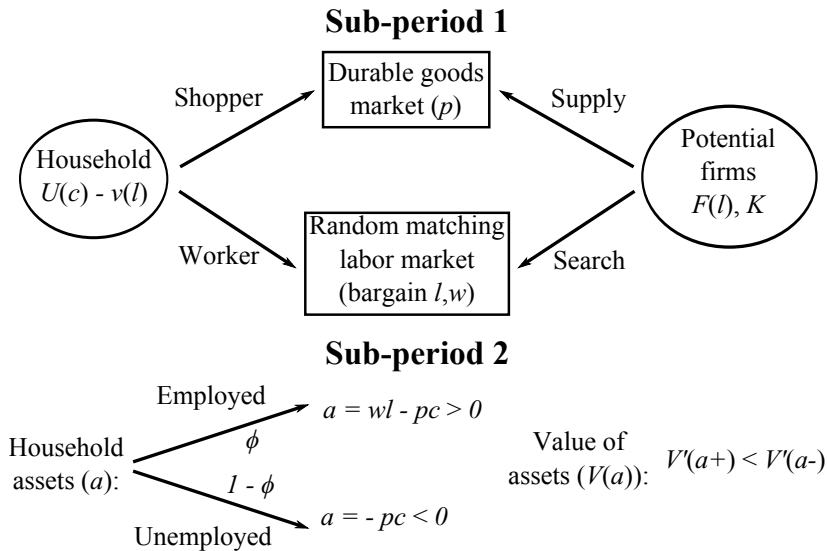 Sub-period 1
Durable goods
market (p)
Shopper
Supply
Household
U(c) - v(l)
Potential
firms
F(l), K
Worker
Random matching
labor market
(bargain l,w)
Search
Sub-period 2
Employed
a = wl - pc > 0
ϕ
Household
assets (a):
Value of
assets (V(a)):
V'(a+) < V'(a-)
1 - ϕ
Unemployed
a = - pc < 0